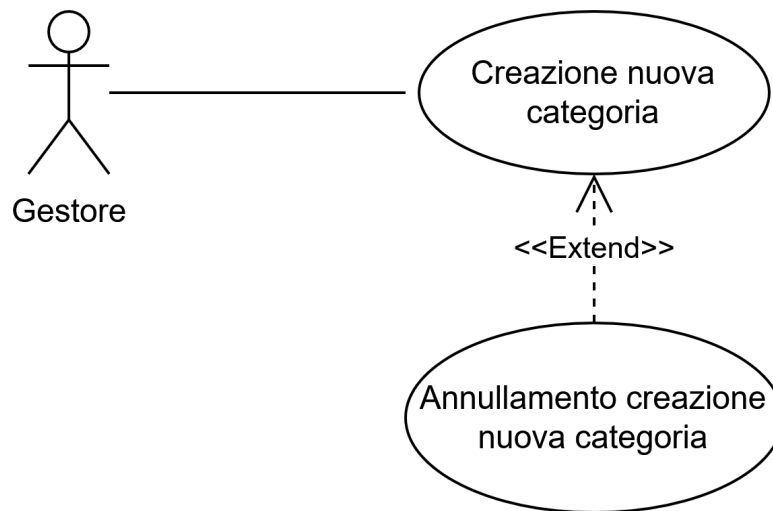 Creazione nuova
categoria
Gestore
<<Extend>>
Annullamento creazione
nuova categoria